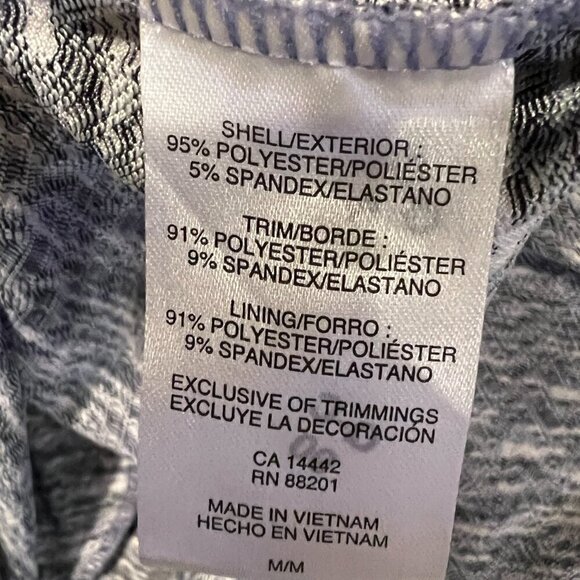 SHELL/EXTERIOR :
95% POLYESTER/POLIÉSTER
5% SPANDEX/ELASTANO
TRIM/BORDE :
91% POLYESTER/POLIÉSTER
9% SPANDEX/ELASTANO
LINING/FORRO :
91% POLYESTER/POLIÉSTER
9% SPANDEX/ELASTANO
EXCLUSIVE OF TRIMMINGS
EXCLUYE LA DECORACIÓN
CA 14442
RN 88201
MADE IN VIETNAM
HECHO EN VIETNAM
M/M